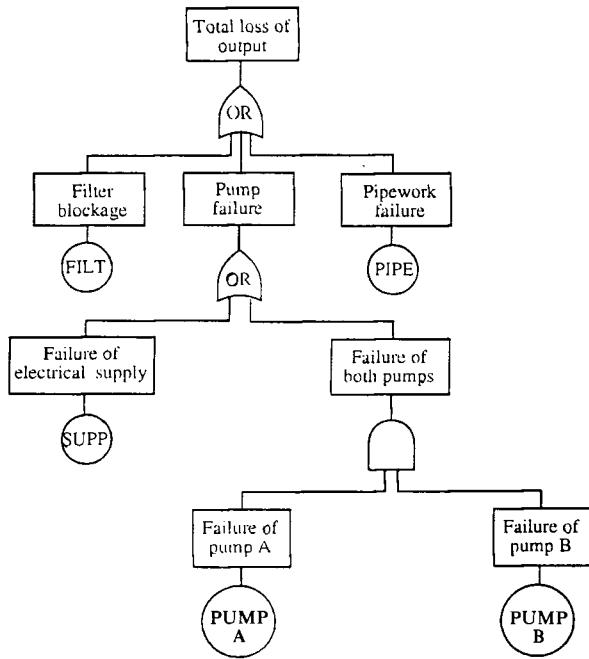 Total loss of
output
OR
Filter
blockage
Pump
failure
Pipework
failure
FILT
PIPE
OR
Failure of
electrical supply
Failure of
both pumps
SUPP
Failure of
pump A
Failure of
pump B
PUMP
A
PUMP
B